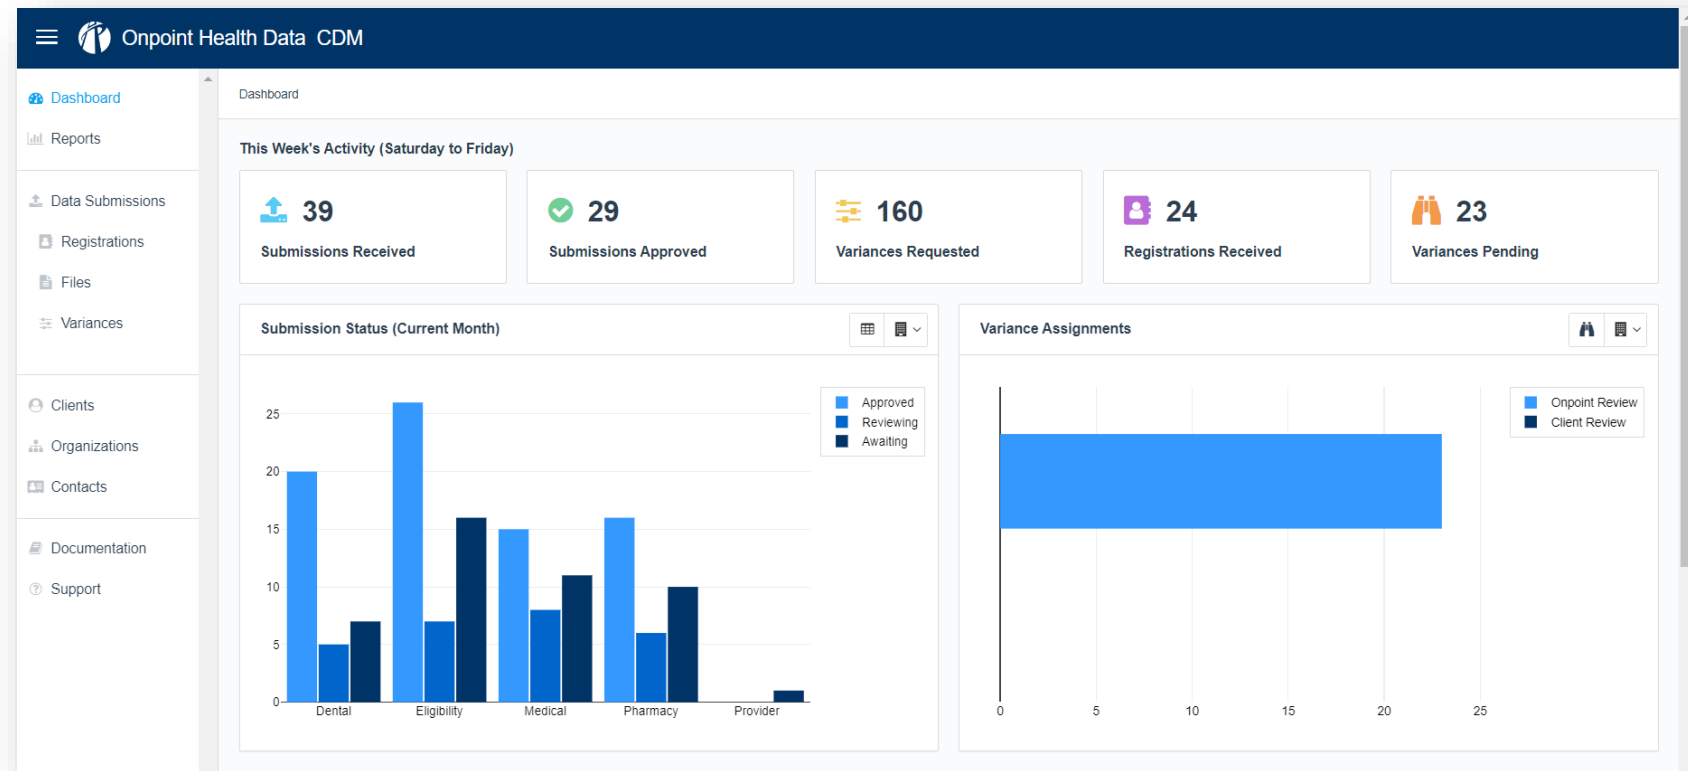 Onpoint Health Data CDM
Dashboard
Reports
Data Submissions
Registrations
Files
Variances
Clients
Organizations
Contacts
Documentation
Support
Dashboard
This Week's Activity (Saturday to Friday)
39
Submissions Received
29
Submissions Approved
160
Variances Requested
24
Registrations Received
23
Variances Pending
Submission Status (Current Month)
25
20
15
10
5
0
Dental Eligibility Medical Pharmacy Provider
Approved
Reviewing
Awaiting
Variance Assignments
0 5 10 15 20 25
Onpoint Review
Client Review